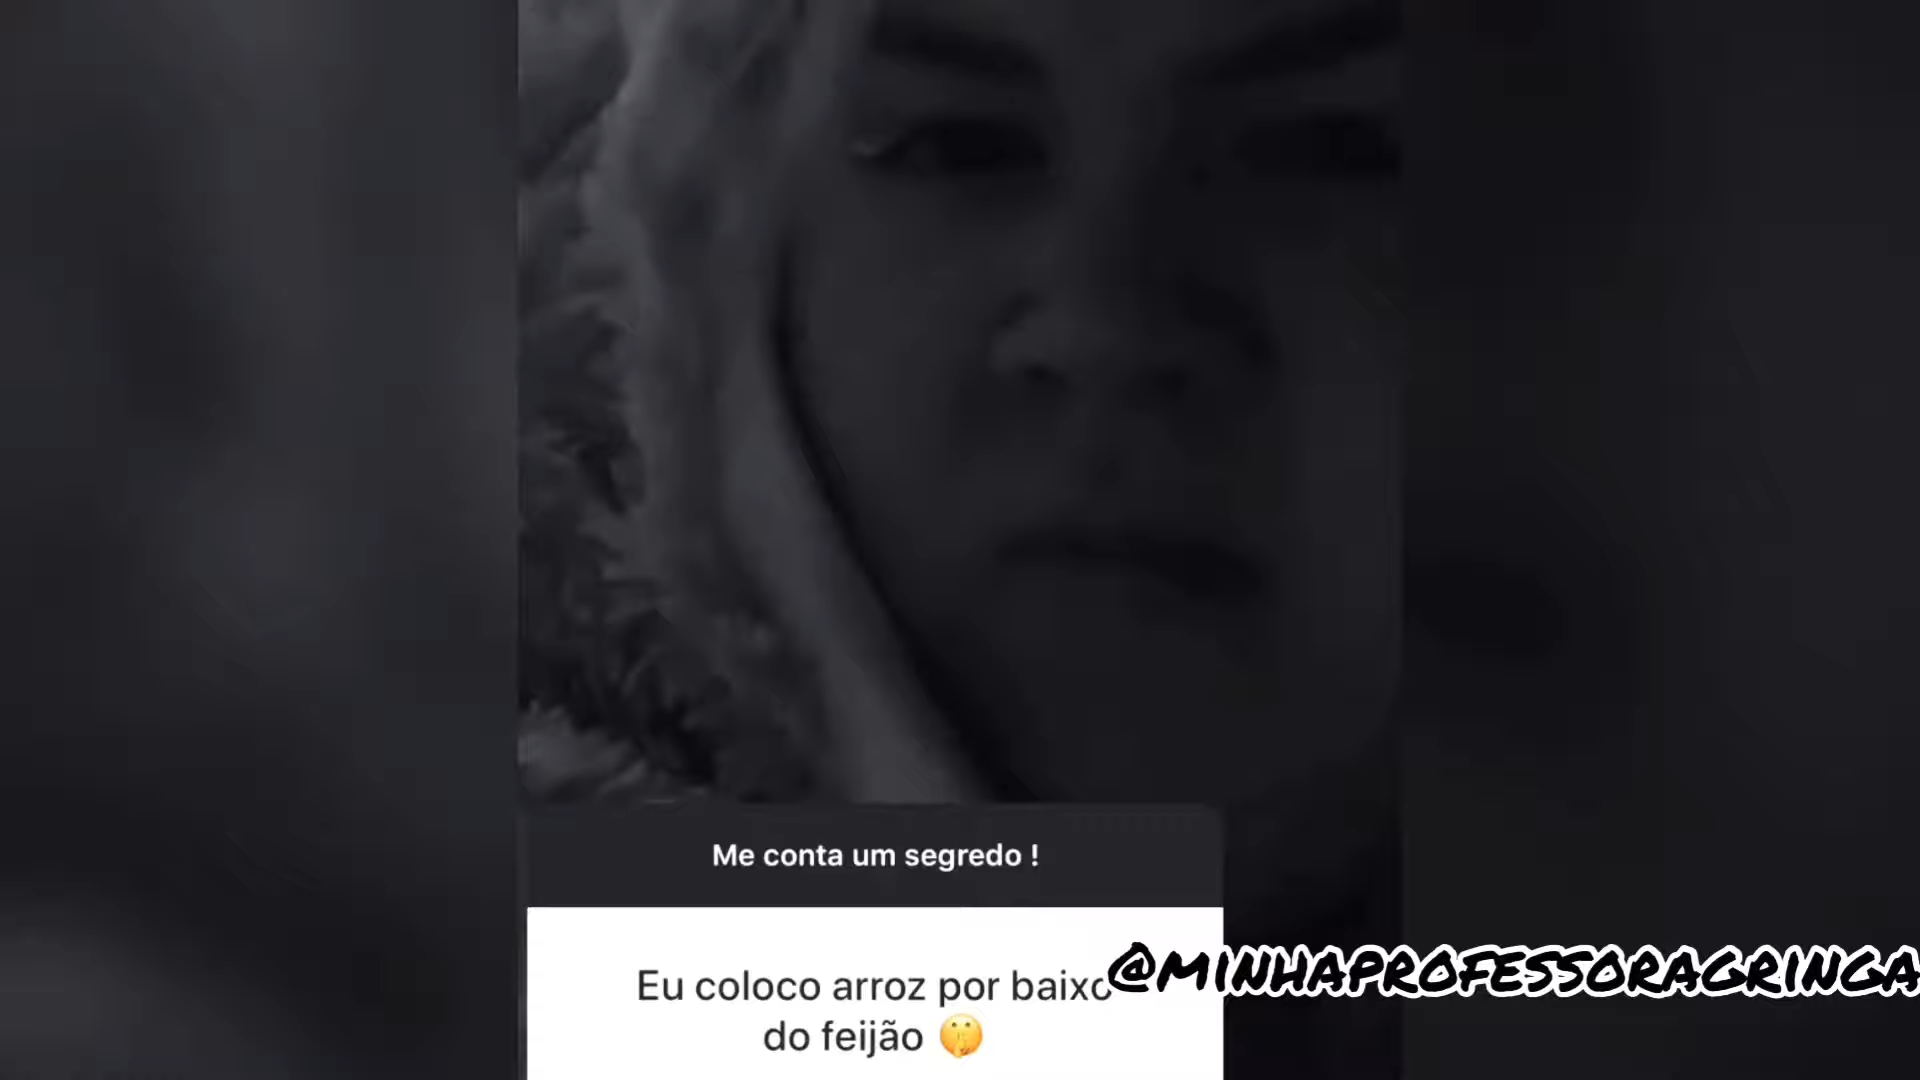 Me conta um segredo !
Eu coloco arroz por baixo
do feijão 🤫
@MINHAPROFESSORAGRINGA